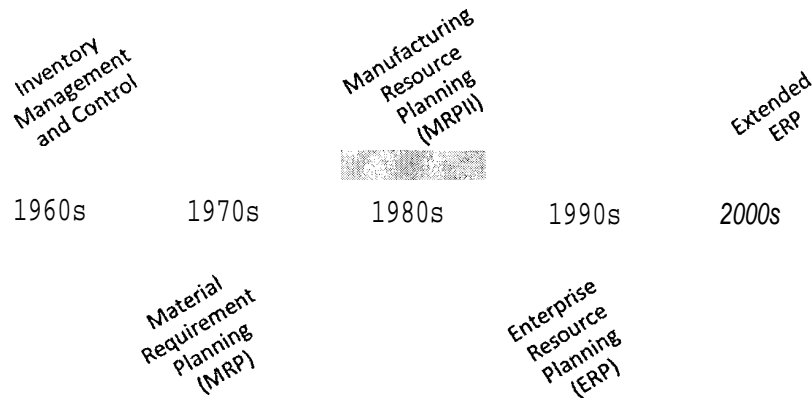 Inventory
Management
and Control
Manufacturing
Resource
Planning
(MRPII)
Extended
ERP
1960s
1970s
1980s
1990s
2000s
Material
Requirement
Planning
(MRP)
Enterprise
Resource
Planning
(ERP)